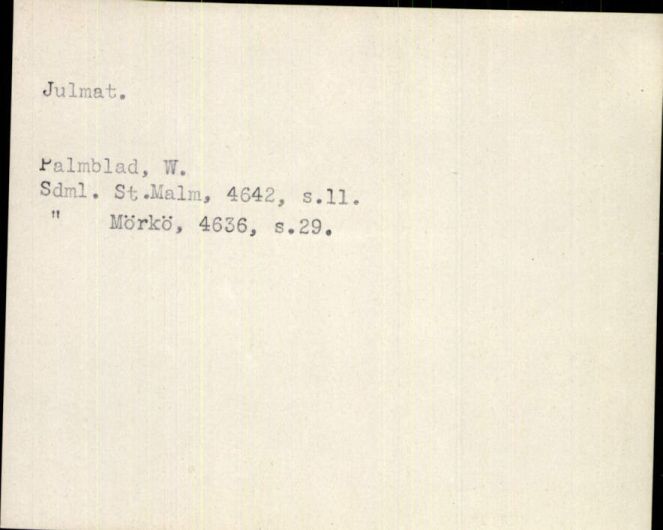 Julmat.
Palmblad, W.
Sdml. St.Malm, 4642, s.11.
" Mörkö, 4636, s.29.